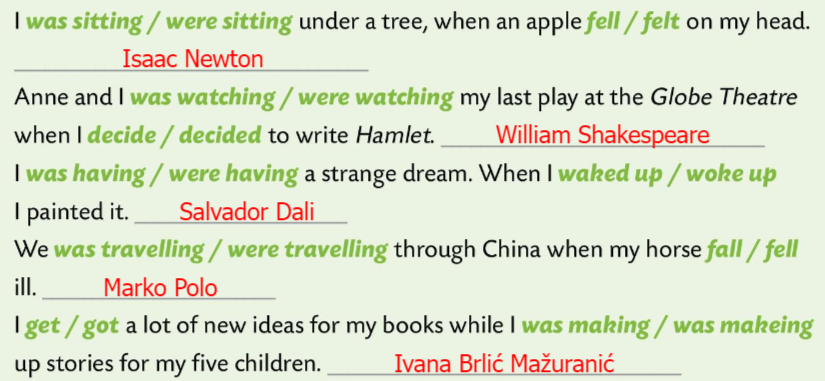 I was sitting / were sitting under a tree, when an apple fell / felt on my head.
Isaac Newton
Anne and I was watching / were watching my last play at the Globe Theatre
when I decide / decided to write Hamlet. William Shakespeare
I was having / were having a strange dream. When I waked up / woke up
I painted it. Salvador Dali
We was travelling / were travelling through China when my horse fall / fell
ill. Marko Polo
I get / got a lot of new ideas for my books while I was making / was makeing
up stories for my five children. Ivana Brlić Mažuranić